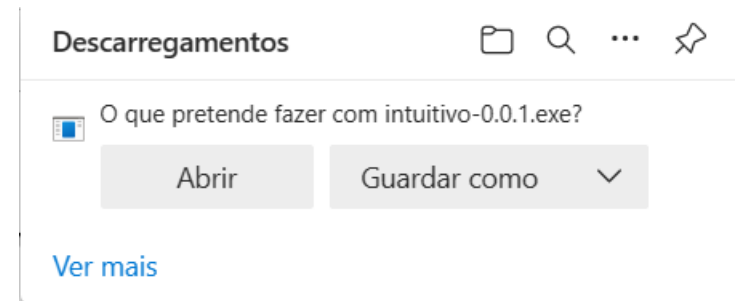 Descarregamentos
O que pretende fazer com intuitivo-0.0.1.exe?
Abrir
Guardar como
Ver mais